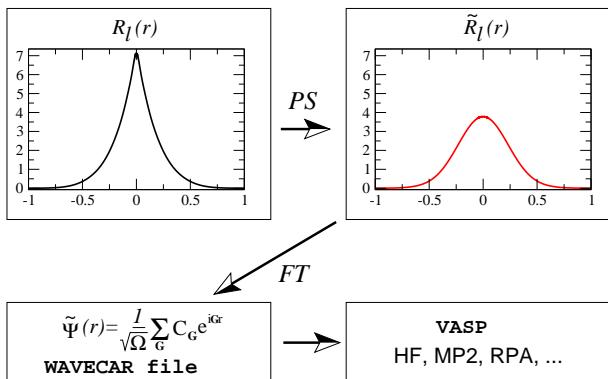 R_l(r)
7
6
5
4
3
2
1
0
-1 -0.5 0 0.5 1
PS
R̃_l(r)
7
6
5
4
3
2
1
0
-1 -0.5 0 0.5 1
FT
Ψ̃(r)= 1/√Ω ∑_G C_G e^{iGr}
WAVECAR file
VASP
HF, MP2, RPA, ...